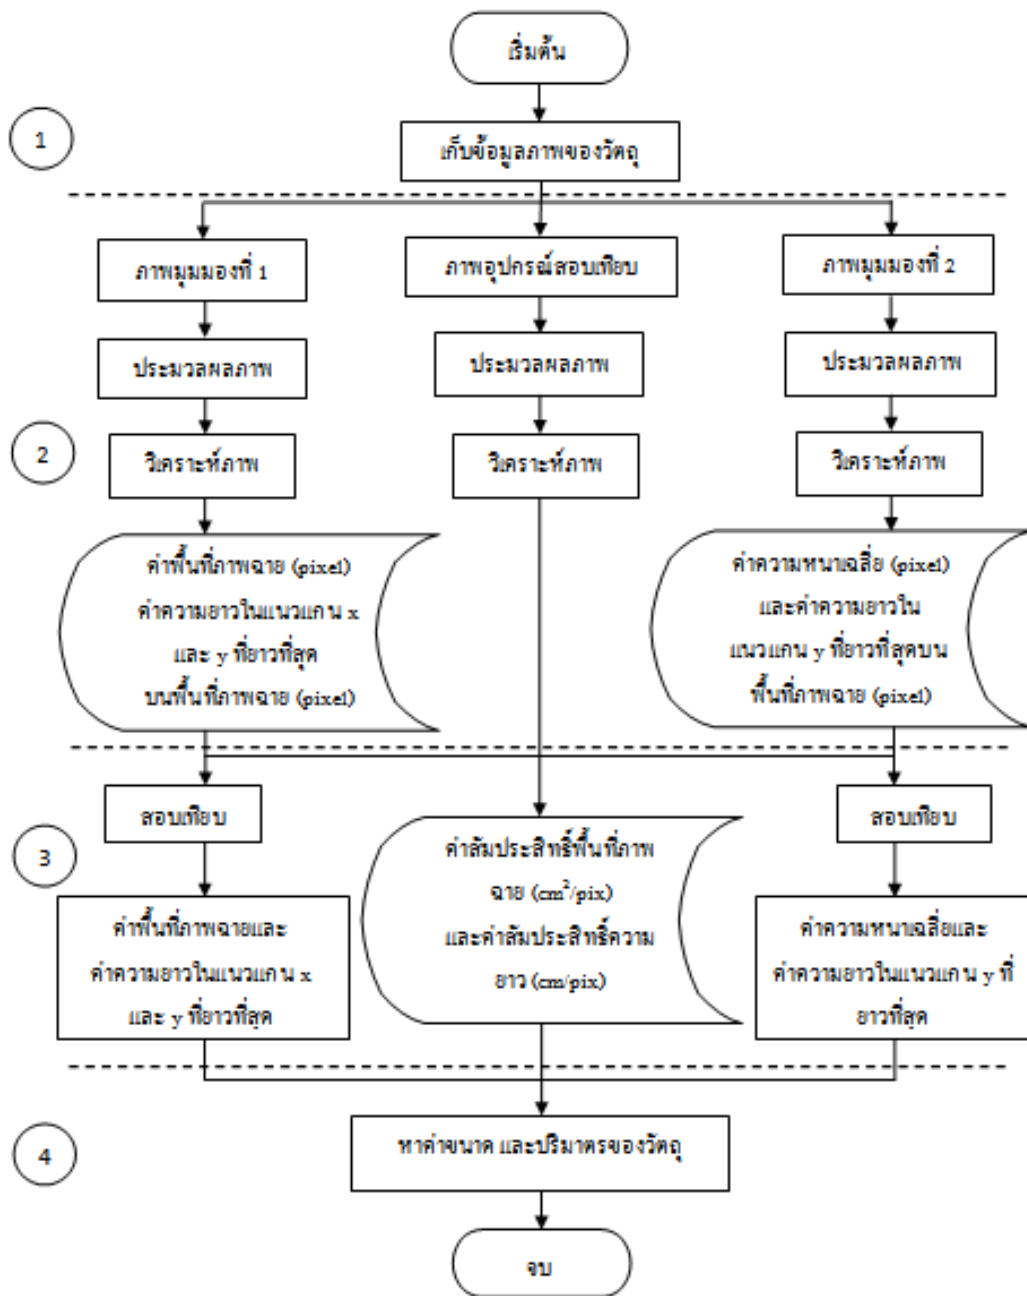 เริ่มต้น
1
เก็บข้อมูลภาพของวัตถุ
ภาพมุมมองที่ 1
ภาพอุปกรณ์สอบเทียบ
ภาพมุมมองที่ 2
ประมวลผลภาพ
ประมวลผลภาพ
ประมวลผลภาพ
2
วิเคราะห์ภาพ
วิเคราะห์ภาพ
วิเคราะห์ภาพ
ค่าพื้นที่ภาพฉาย (pixel)
ค่าความยาวในแนวแกน x
และ y ที่ยาวที่สุด
บนพื้นที่ภาพฉาย (pixel)
ค่าความหนาเฉลี่ย (pixel)
และค่าความยาวใน
แนวแกน y ที่ยาวที่สุดบน
พื้นที่ภาพฉาย (pixel)
สอบเทียบ
สอบเทียบ
3
ค่าพื้นที่ภาพฉายและ
ค่าความยาวในแนวแกน x
และ y ที่ยาวที่สุด
ค่าสัมประสิทธิ์พื้นที่ภาพ
ฉาย (cm²/pix)
และค่าสัมประสิทธิ์ความ
ยาว (cm/pix)
ค่าความหนาเฉลี่ยและ
ค่าความยาวในแนวแกน y ที่
ยาวที่สุด
4
หาค่าขนาด และปริมาตรของวัตถุ
จบ